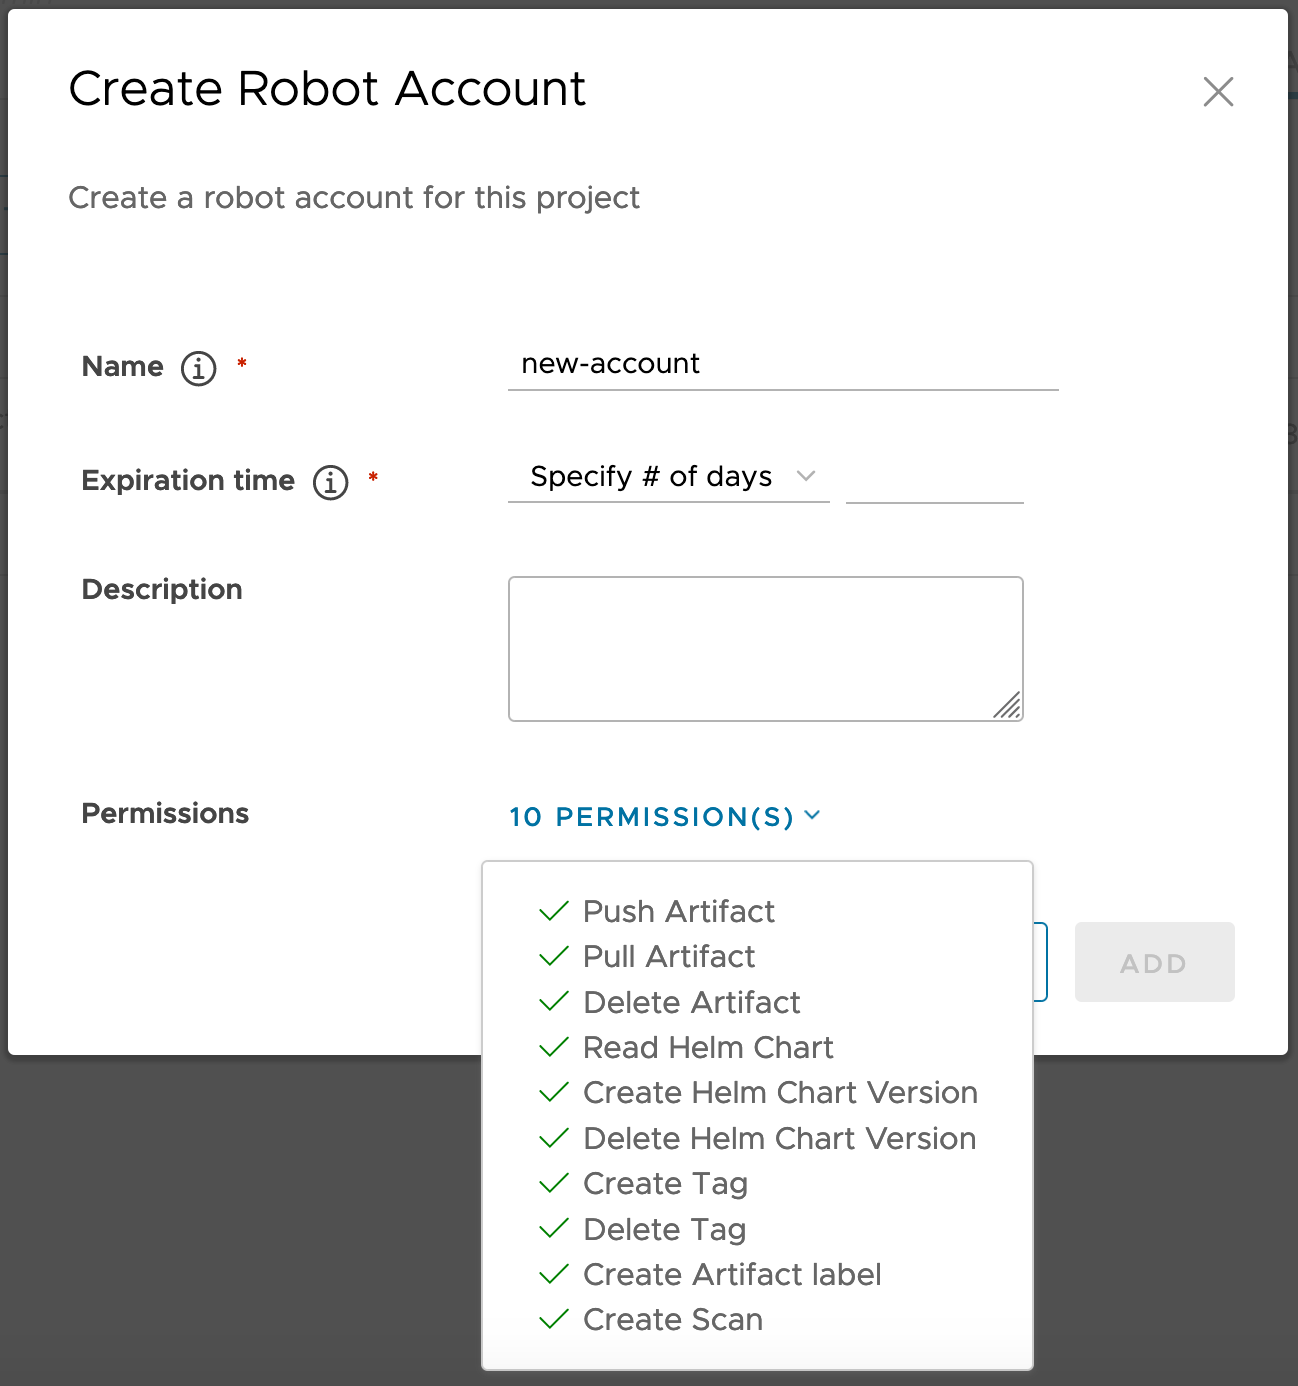 Create Robot Account
Create a robot account for this project
Name *
new-account
Expiration time *
Specify # of days
Description
Permissions
10 PERMISSION(S)
Push Artifact
Pull Artifact
Delete Artifact
Read Helm Chart
Create Helm Chart Version
Delete Helm Chart Version
Create Tag
Delete Tag
Create Artifact label
Create Scan
ADD